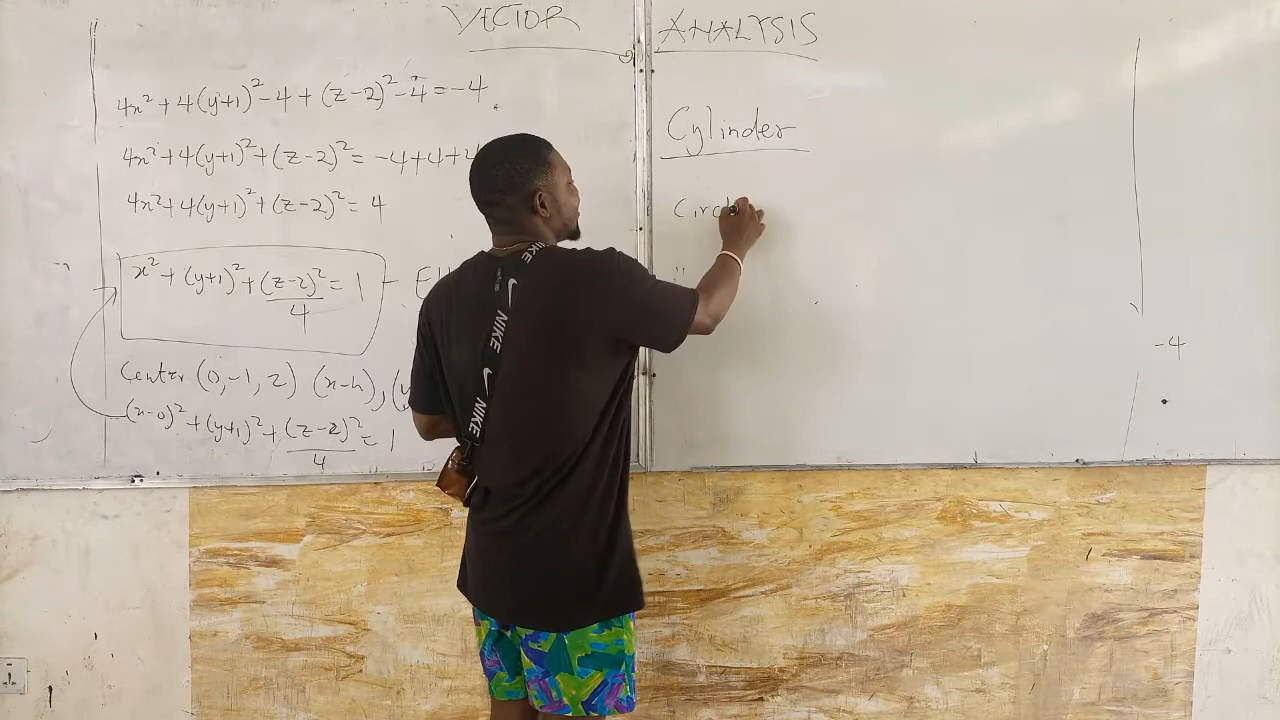 VECTOR ANALYSIS
4x² + 4(y+1)² - 4 + (z-2)² - 4 = -4
4x² + 4(y+1)² + (z-2)² = -4+4+4
4x² + 4(y+1)² + (z-2)² = 4
x² + (y+1)² + (z-2)²/4 = 1 -
Center (0,-1,2) (x-h), (
(x-0)² + (y+1)² + (z-2)²/4 = 1
Cylinder
Circ
-4
NIKE
NIKE
NIKE